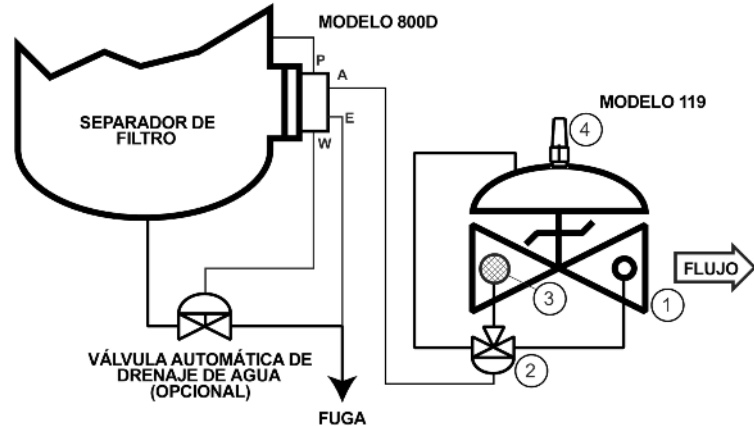 MODELO 800D
P
A
SEPARADOR DE
FILTRO
E
W
MODELO 119
4
FLUJO
3
1
2
VÁLVULA AUTOMÁTICA DE
DRENAJE DE AGUA
(OPCIONAL)
FUGA